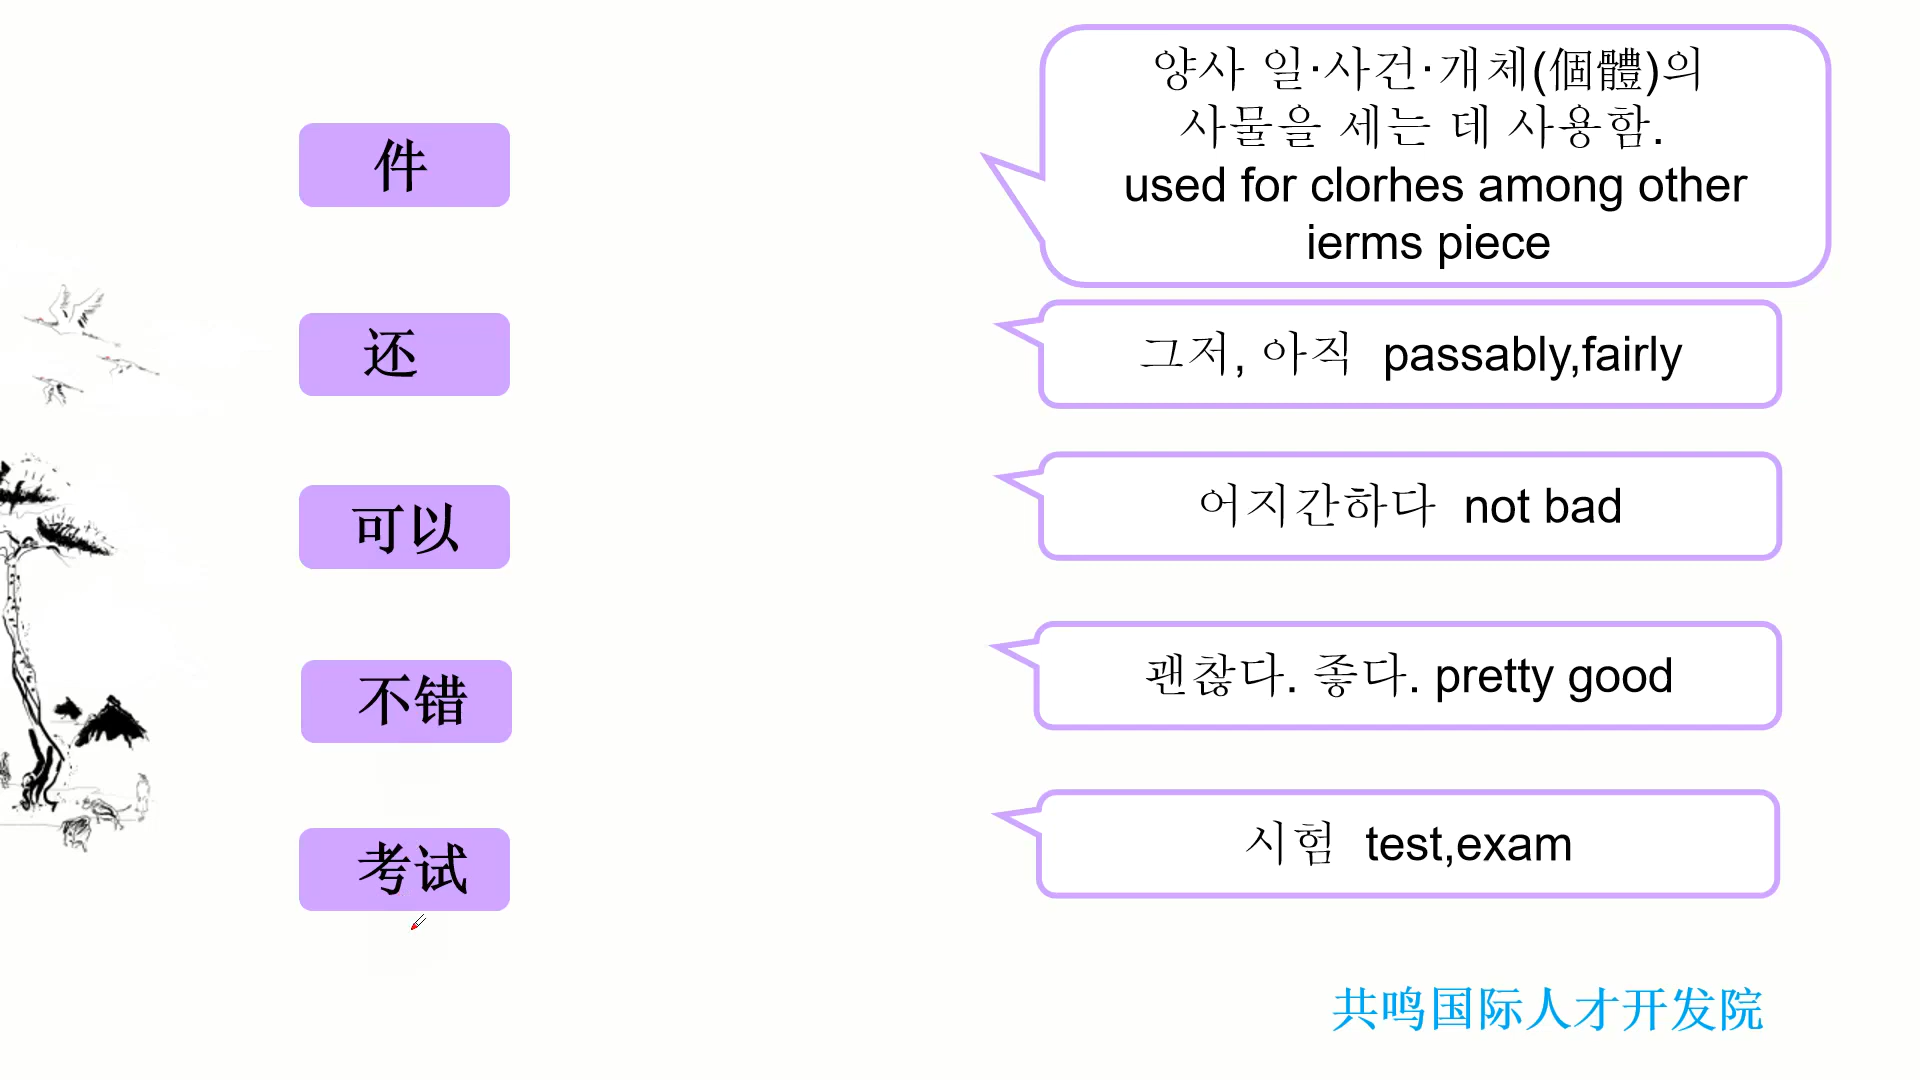 件
양사 일·사건·개체(個體)의
사물을 세는 데 사용함.
used for clorhes among other
ierms piece
还
그저, 아직 passably,fairly
可以
어지간하다 not bad
不错
괜찮다. 좋다. pretty good
考试
시험 test,exam
共鸣国际人才开发院